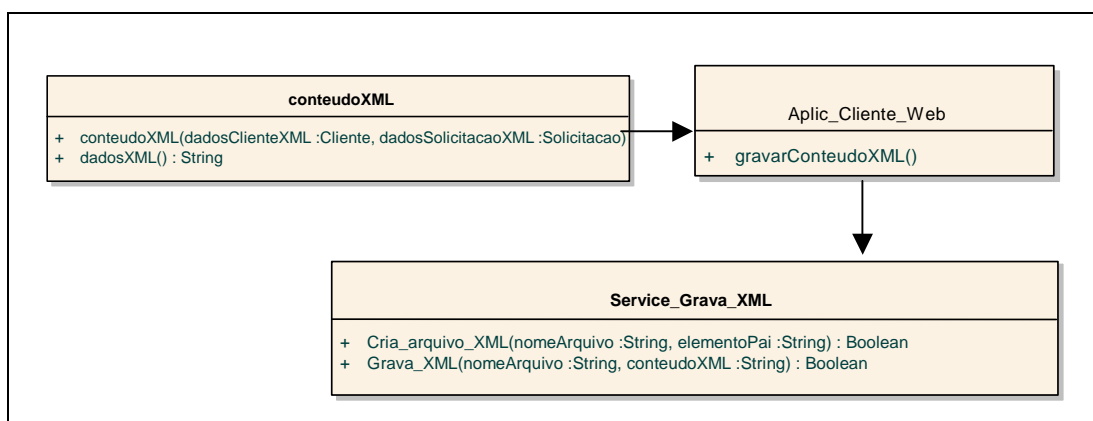 conteudoXML
+ conteudoXML(dadosClienteXML :Cliente, dadosSolicitacaoXML :Solicitacao)
+ dadosXML() : String
Aplic_Cliente_Web
+ gravarConteudoXML()
Service_Grava_XML
+ Cria_arquivo_XML(nomeArquivo :String, elementoPai :String) : Boolean
+ Grava_XML(nomeArquivo :String, conteudoXML :String) : Boolean